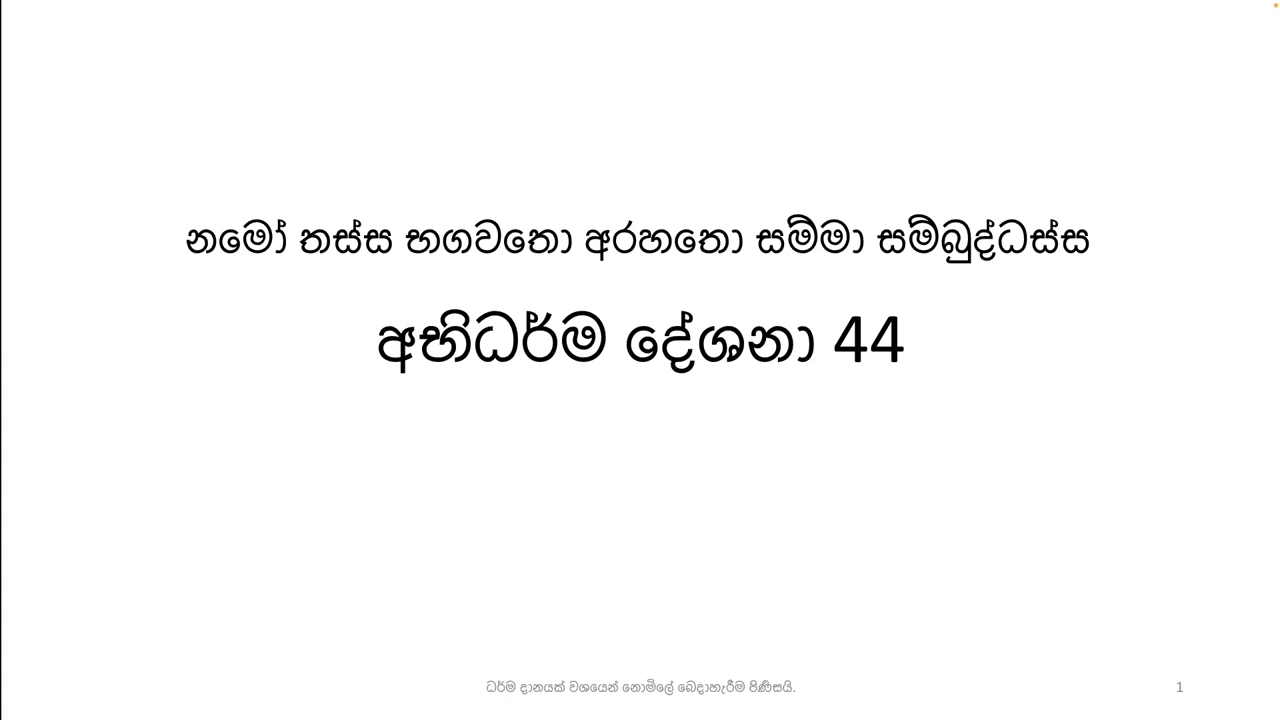 නමෝ තස්ස භගවතො අරහතො සම්මා සම්බුද්ධස්ස
අභිධර්ම දේශනා 44
ධර්ම දානයක් වශයෙන් නොමිලේ බෙදාහැරීම පිණිසයි.
1